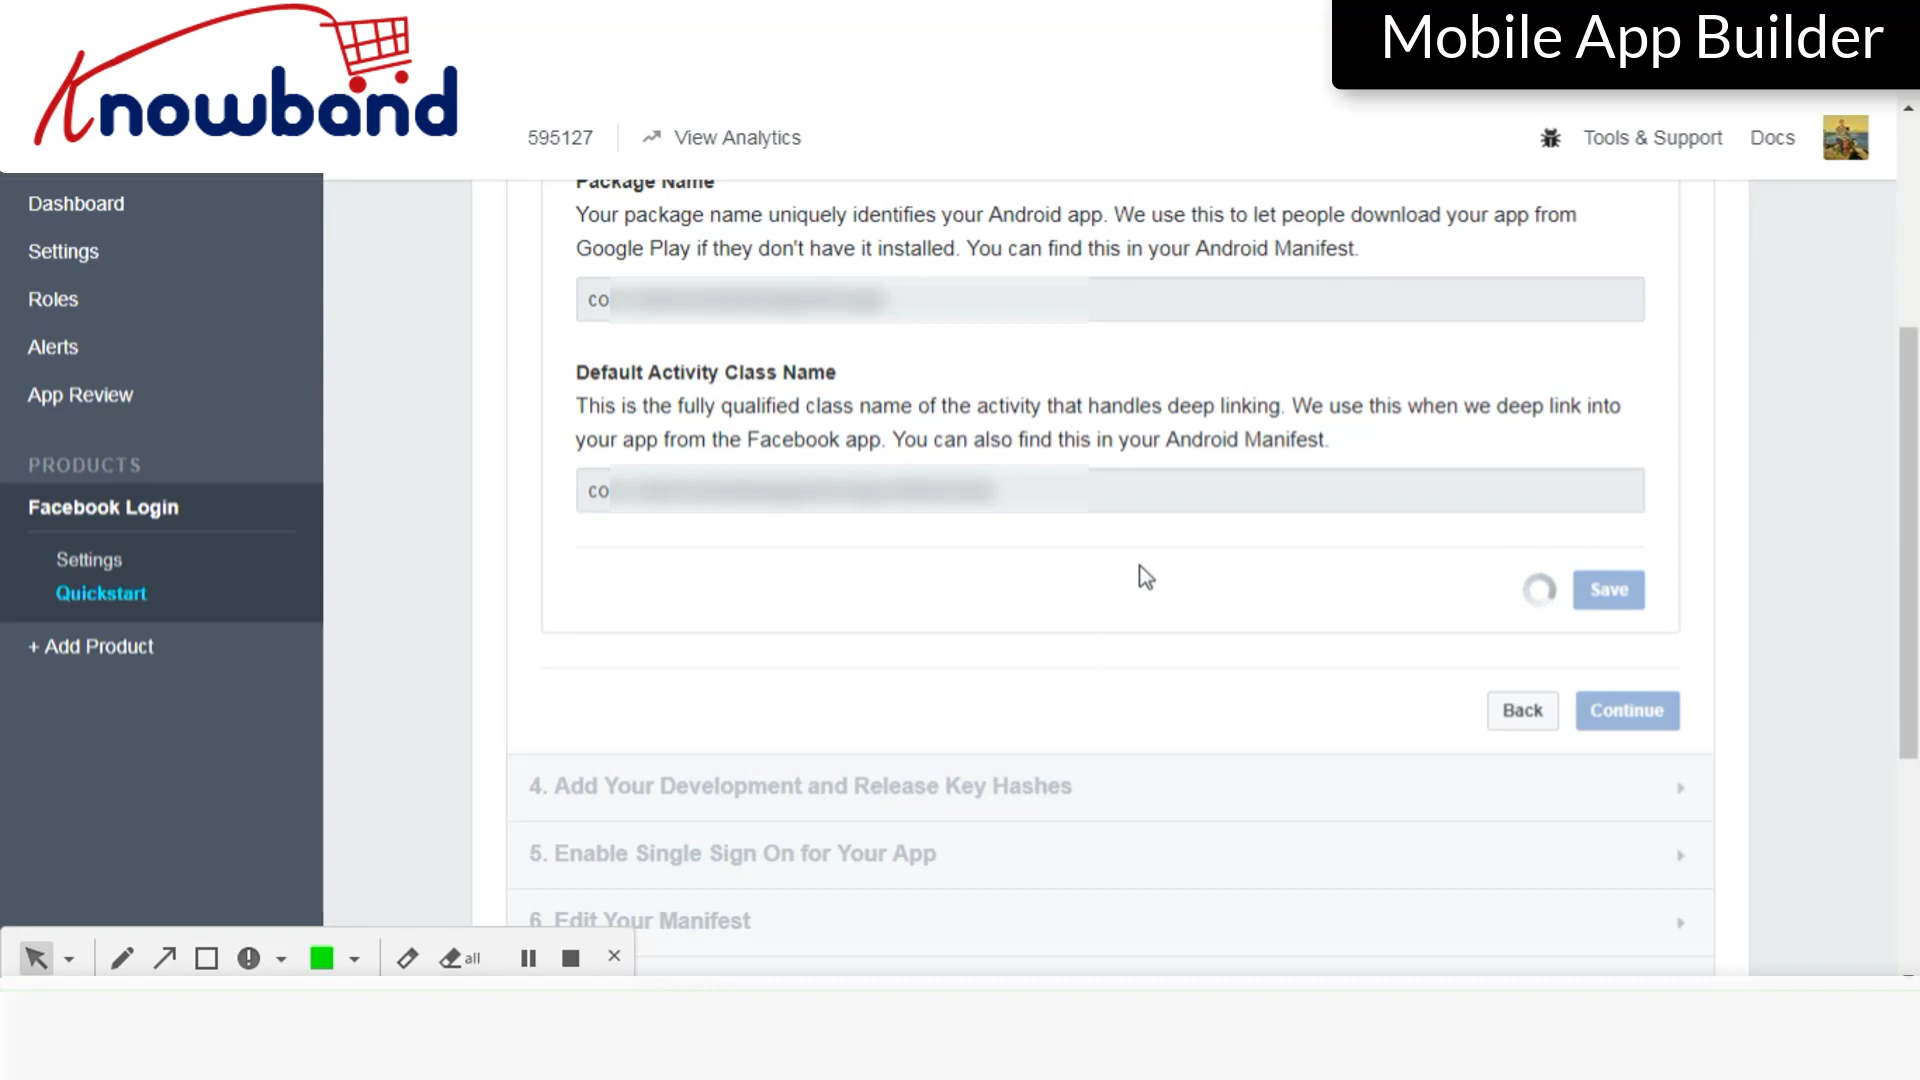 Knowband
Mobile App Builder
595127
View Analytics
Tools & Support
Docs
Dashboard
Settings
Roles
Alerts
App Review
PRODUCTS
Facebook Login
Settings
Quickstart
+ Add Product
Package Name
Your package name uniquely identifies your Android app. We use this to let people download your app from
Google Play if they don't have it installed. You can find this in your Android Manifest.
co
Default Activity Class Name
This is the fully qualified class name of the activity that handles deep linking. We use this when we deep link into
your app from the Facebook app. You can also find this in your Android Manifest.
co
Save
Back
Continue
4. Add Your Development and Release Key Hashes
5. Enable Single Sign On for Your App
6. Edit Your Manifest
all